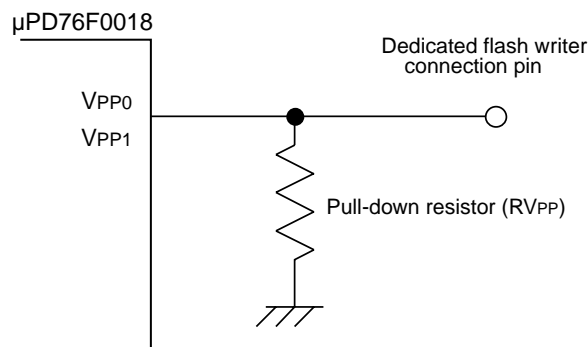 µPD76F0018
Dedicated flash writer
connection pin
VPP0
VPP1
Pull-down resistor (RVPP)